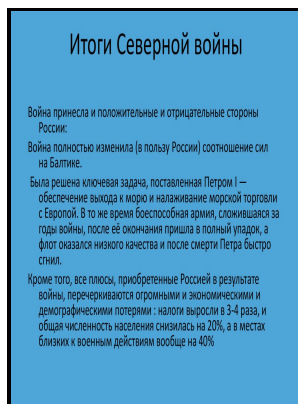 Итоги Северной войны
Война принесла и положительные и отрицательные стороны
России:
Война полностью изменила (в пользу России) соотношение сил
на Балтике.
Была решена ключевая задача, поставленная Петром I —
обеспечение выхода к морю и налаживание морской торговли
с Европой. В то же время боеспособная армия, сложившаяся за
годы войны, после её окончания пришла в полный упадок, а
флот оказался низкого качества и после смерти Петра быстро
сгнил.
Кроме того, все плюсы, приобретенные Россией в результате
войны, перечеркиваются огромными и экономическими и
демографическими потерями : налоги выросли в 3-4 раза, и
общая численность населения снизилась на 20%, а в местах
близких к военным действиям вообще на 40%